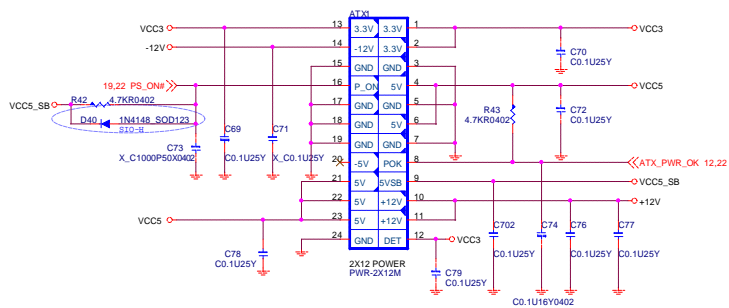 ATX1
VCC3
13
3.3V
3.3V
1
VCC3
-12V
14
-12V
3.3V
2
15
GND
GND
3
C70
C0.1U25Y
19,22 PS_ON#
16
P_ON
5V
4
VCC5
VCC5_SB
R42
4.7KR0402
17
GND
GND
5
R43
4.7KR0402
C72
C0.1U25Y
D40
1N4148_SOD123
SIO-H
18
GND
5V
6
C73
X_C1000P50X0402
C69
C0.1U25Y
C71
X_C0.1U25Y
19
GND
GND
7
20
-5V
POK
8
ATX_PWR_OK 12,22
21
5V
5VSB
9
VCC5_SB
22
5V
+12V
10
+12V
VCC5
23
5V
+12V
11
C702
C0.1U25Y
C74
C0.1U16Y0402
C76
C0.1U25Y
C77
C0.1U25Y
24
GND
DET
12
VCC3
C78
C0.1U25Y
2X12 POWER
PWR-2X12M
C79
C0.1U25Y